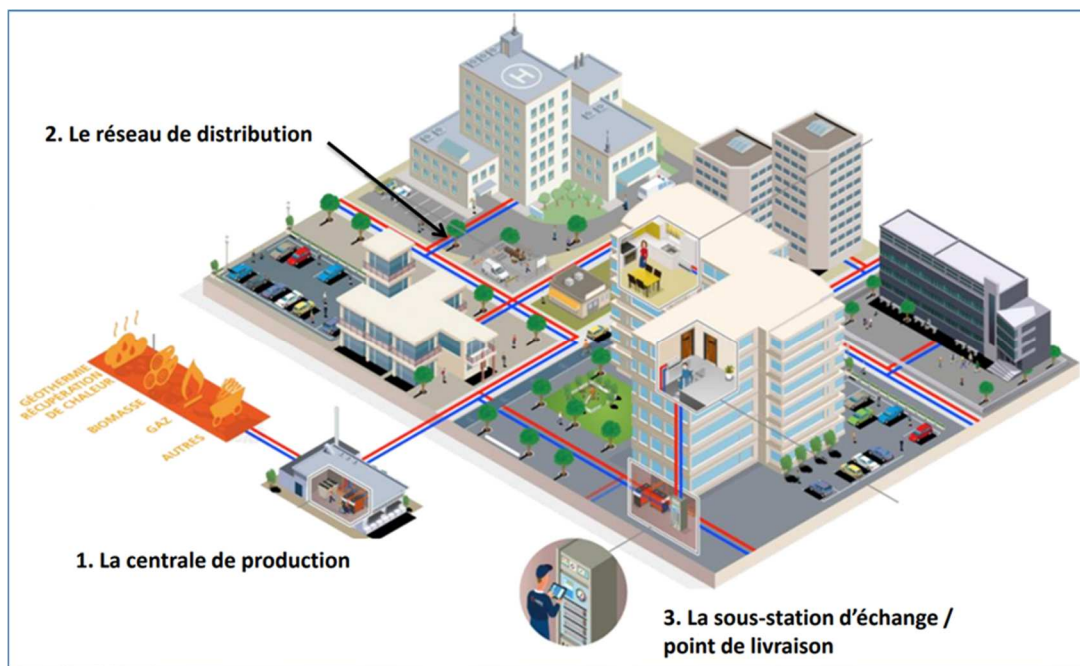 2. Le réseau de distribution
H
GÉOTHERMIE
RÉCUPÉRATION
DE CHALEUR
BIOMASSE
GAZ
AUTRES
1. La centrale de production
3. La sous-station d’échange /
point de livraison